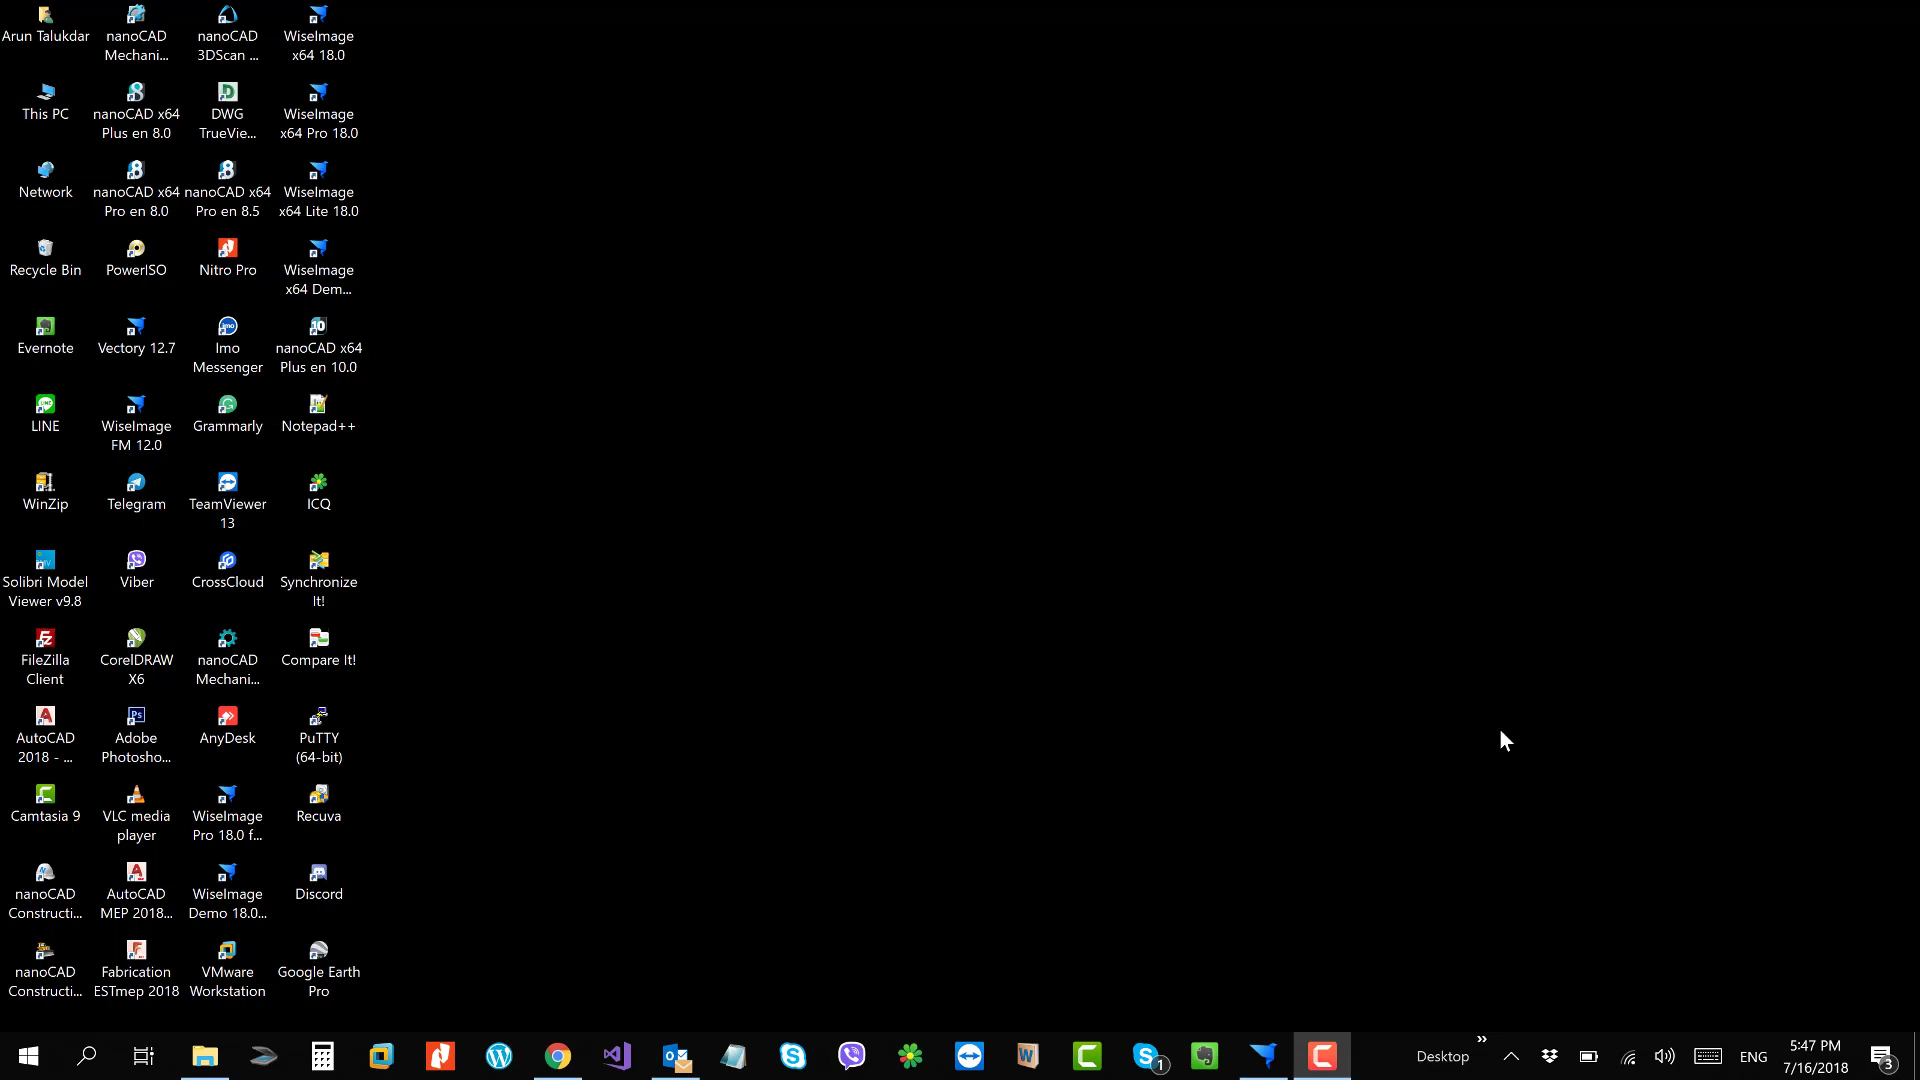 Arun Talukdar
nanoCAD
Mechani...
nanoCAD
3DScan ...
WiseImage
x64 18.0
This PC
nanoCAD x64
Plus en 8.0
DWG
TrueVie...
WiseImage
x64 Pro 18.0
Network
nanoCAD x64
Pro en 8.0
nanoCAD x64
Pro en 8.5
WiseImage
x64 Lite 18.0
Recycle Bin
PowerISO
Nitro Pro
WiseImage
x64 Dem...
Evernote
Vectory 12.7
Imo
Messenger
nanoCAD x64
Plus en 10.0
LINE
WiseImage
FM 12.0
Grammarly
Notepad++
WinZip
Telegram
TeamViewer
13
ICQ
Solibri Model
Viewer v9.8
Viber
CrossCloud
Synchronize
It!
FileZilla
Client
CorelDRAW
X6
nanoCAD
Mechani...
Compare It!
AutoCAD
2018 - ...
Adobe
Photosho...
AnyDesk
PuTTY
(64-bit)
Camtasia 9
VLC media
player
WiseImage
Pro 18.0 f...
Recuva
nanoCAD
Constructi...
AutoCAD
MEP 2018...
WiseImage
Demo 18.0...
Discord
nanoCAD
Constructi...
Fabrication
ESTmep 2018
VMware
Workstation
Google Earth
Pro
1
Desktop
ENG
5:47 PM
7/16/2018
3